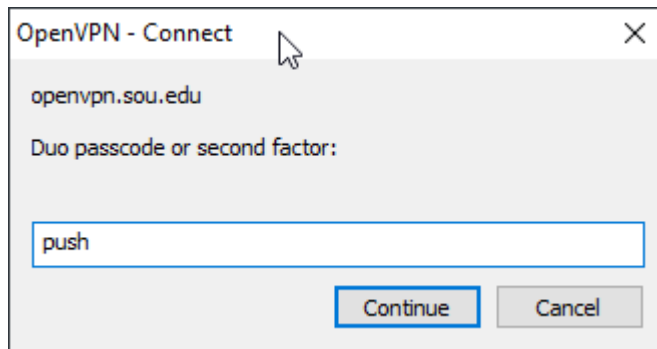 OpenVPN - Connect
openvpn.sou.edu
Duo passcode or second factor:
push
Continue Cancel